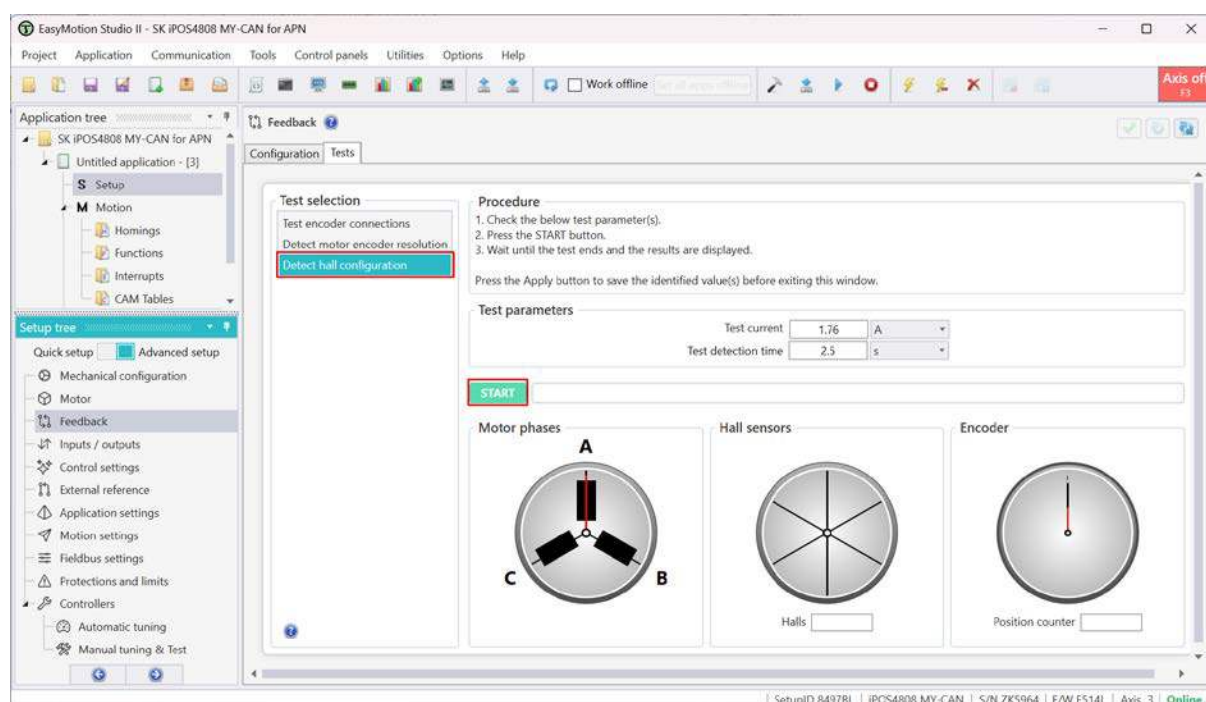 EasyMotion Studio II - SK iPOS4808 MY-CAN for APN
Project Application Communication Tools Control panels Utilities Options Help
Work offline
Axis off
F3
Application tree
SK iPOS4808 MY-CAN for APN
Untitled application - [3]
S Setup
M Motion
Homings
Functions
Interrupts
CAM Tables
Setup tree
Quick setup Advanced setup
Mechanical configuration
Motor
Feedback
Inputs / outputs
Control settings
External reference
Application settings
Motion settings
Fieldbus settings
Protections and limits
Controllers
Automatic tuning
Manual tuning & Test
Feedback
Configuration Tests
Test selection
Test encoder connections
Detect motor encoder resolution
Detect hall configuration
Procedure
1. Check the below test parameter(s).
2. Press the START button.
3. Wait until the test ends and the results are displayed.
Press the Apply button to save the identified value(s) before exiting this window.
Test parameters
Test current 1.76 A
Test detection time 2.5 s
START
Motor phases
A
C
B
Hall sensors
Halls
Encoder
Position counter
SetupID 8497BL iPOS4808 MY-CAN S/N ZK5964 F/W F514L Axis 3 Online